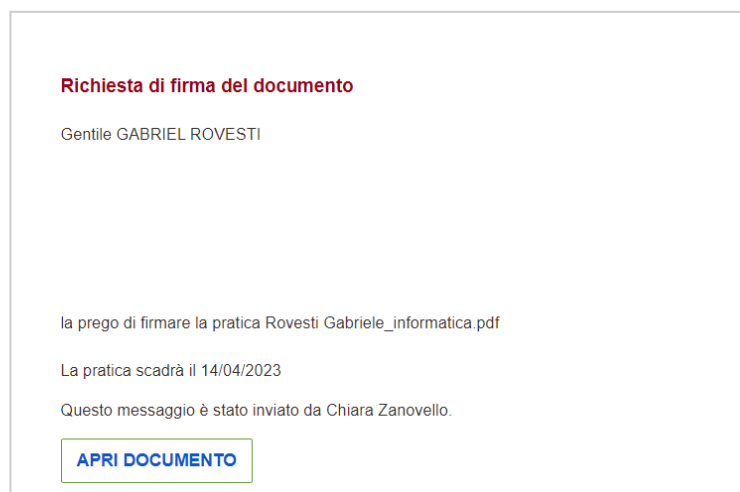 Richiesta di firma del documento
Gentile GABRIEL ROVESTI
la prego di firmare la pratica Rovesti Gabriele_informatica.pdf
La pratica scadrà il 14/04/2023
Questo messaggio è stato inviato da Chiara Zanovello.
APRI DOCUMENTO